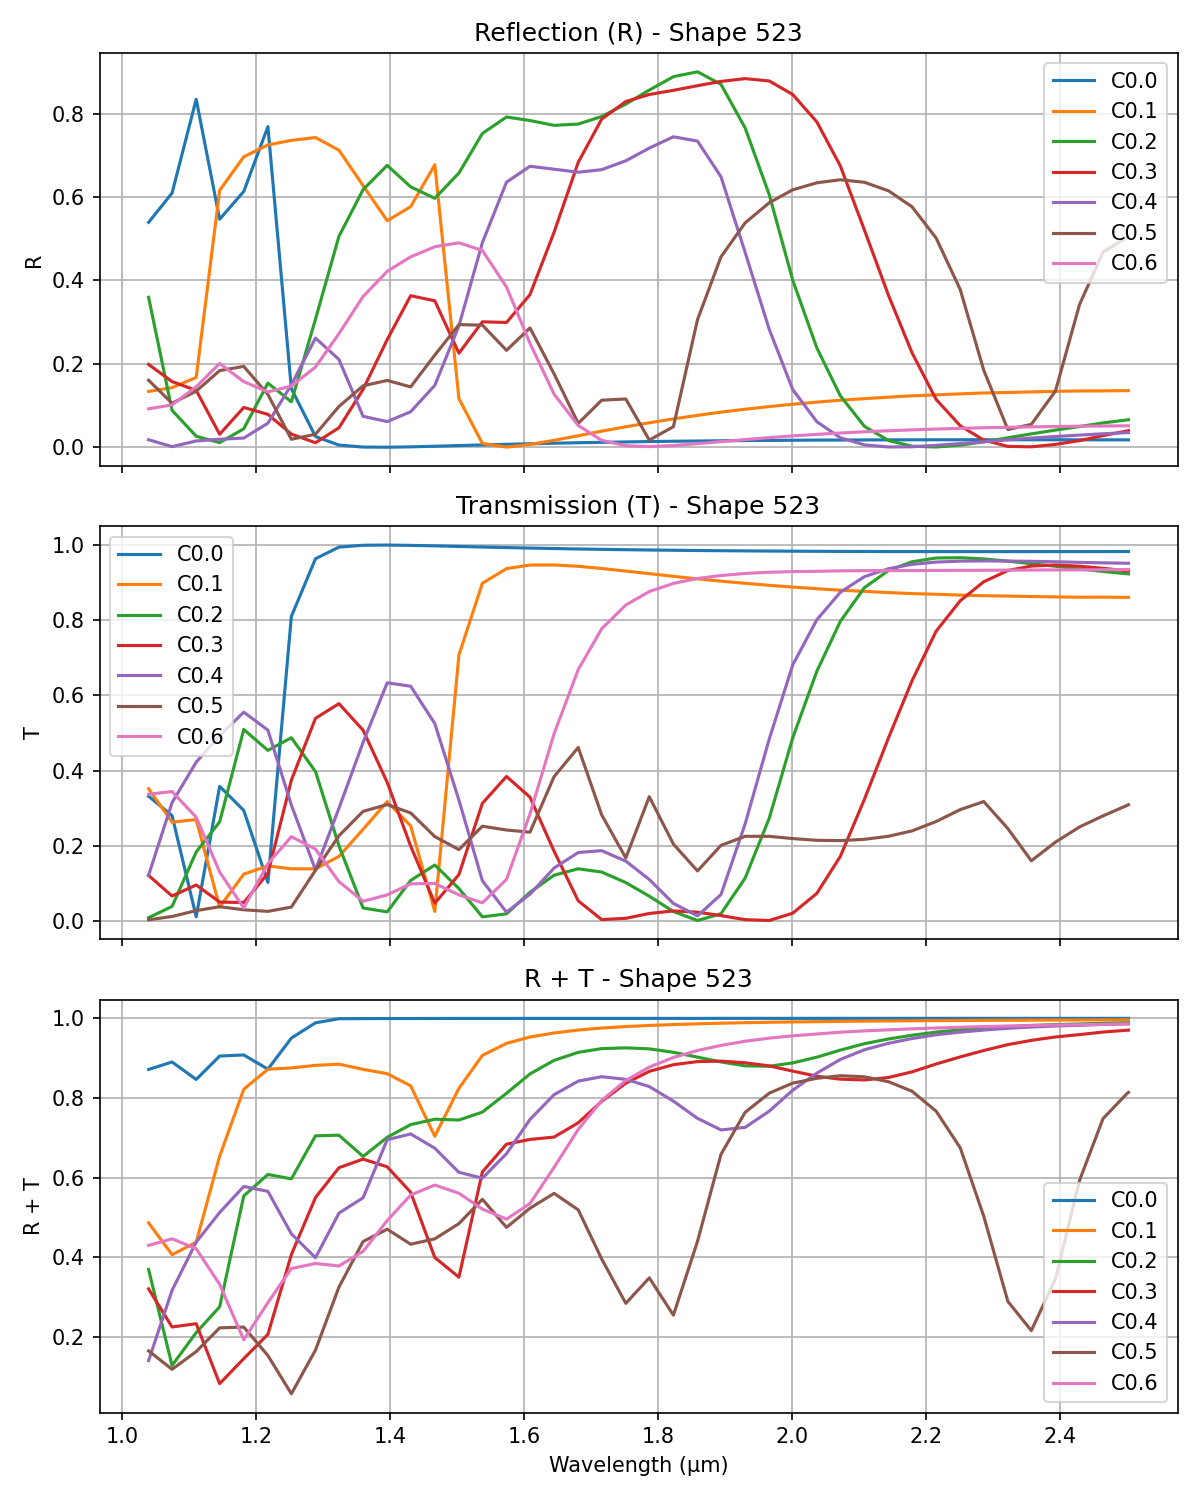 Reflection (R) - Shape 523
R
0.8
0.6
0.4
0.2
0.0
C0.0
C0.1
C0.2
C0.3
C0.4
C0.5
C0.6
Transmission (T) - Shape 523
T
1.0
0.8
0.6
0.4
0.2
0.0
C0.0
C0.1
C0.2
C0.3
C0.4
C0.5
C0.6
R + T - Shape 523
R + T
1.0
0.8
0.6
0.4
0.2
C0.0
C0.1
C0.2
C0.3
C0.4
C0.5
C0.6
1.0 1.2 1.4 1.6 1.8 2.0 2.2 2.4
Wavelength (μm)